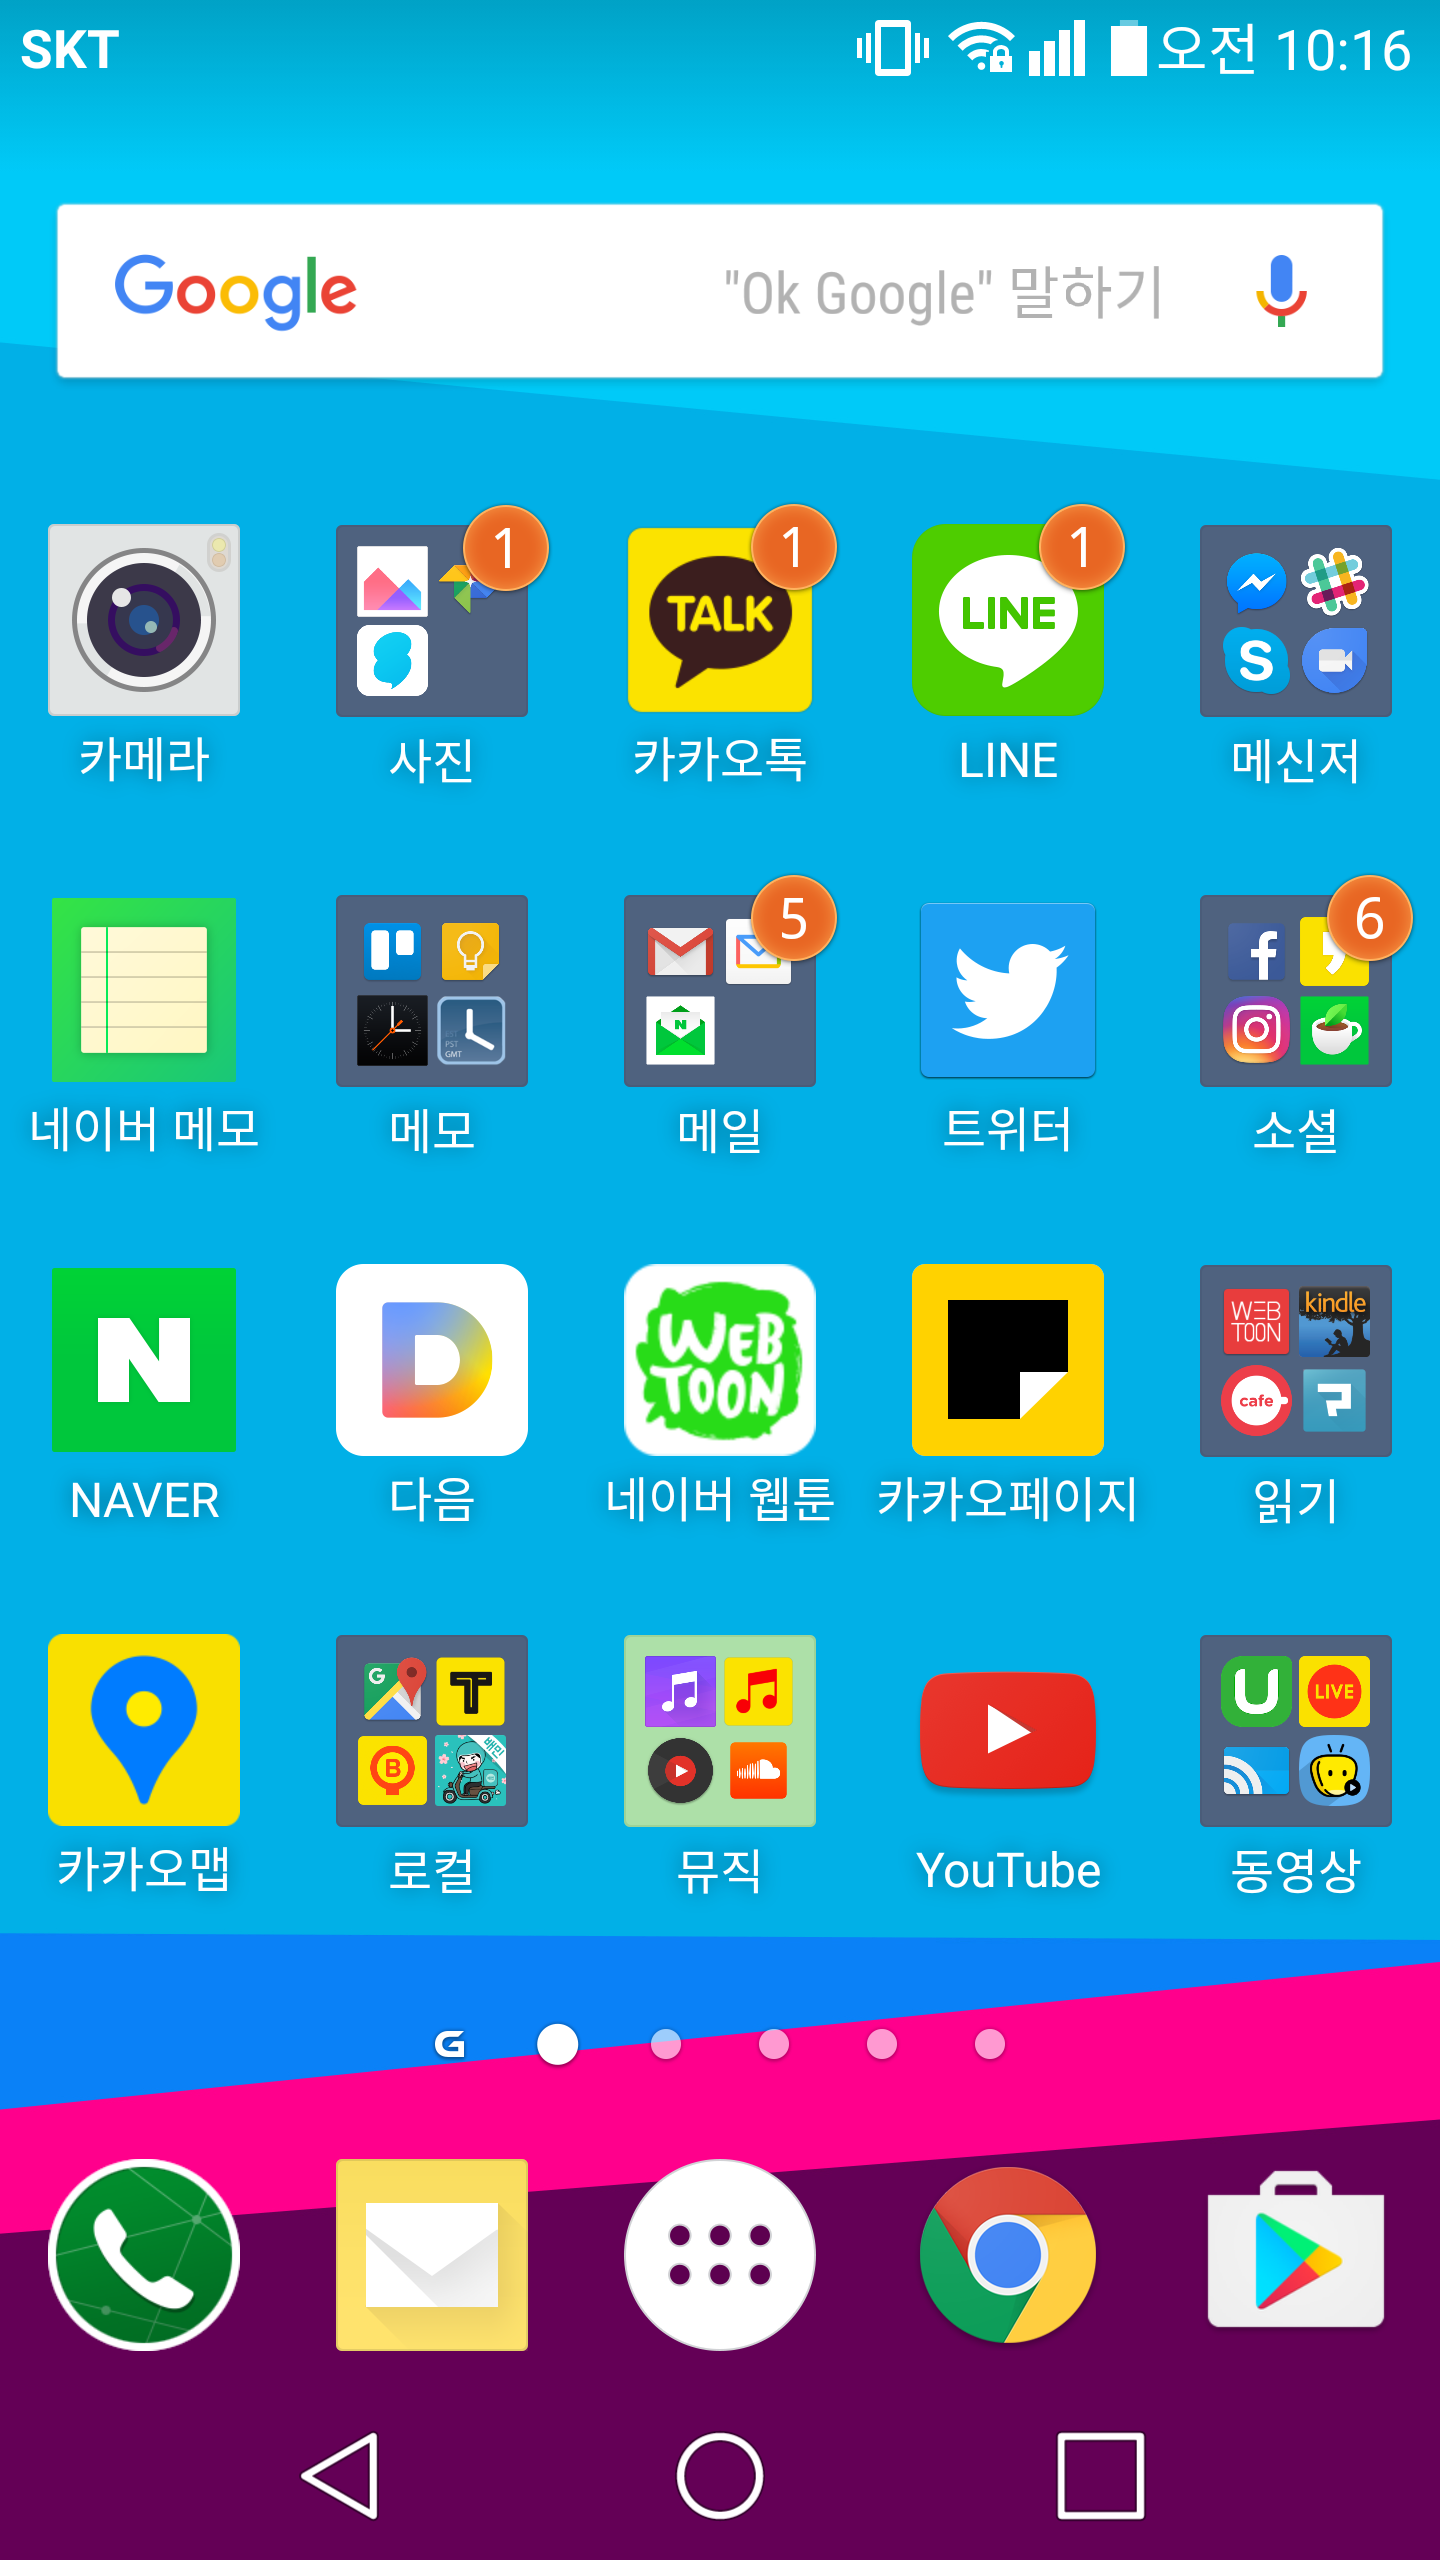 SKT
오전 10:16
Google "Ok Google" 말하기
1
1
1
TALK
LINE
S
카메라
사진
카카오톡
LINE
메신저
5
6
N
PST
GMT
네이버 메모
메모
메일
트위터
소셜
N
D
WEB
TOON
WEB
TOON
kindle
cafe
NAVER
다음
네이버 웹툰
카카오페이지
읽기
G
T
B
배민
U
LIVE
카카오맵
로컬
뮤직
YouTube
동영상
G